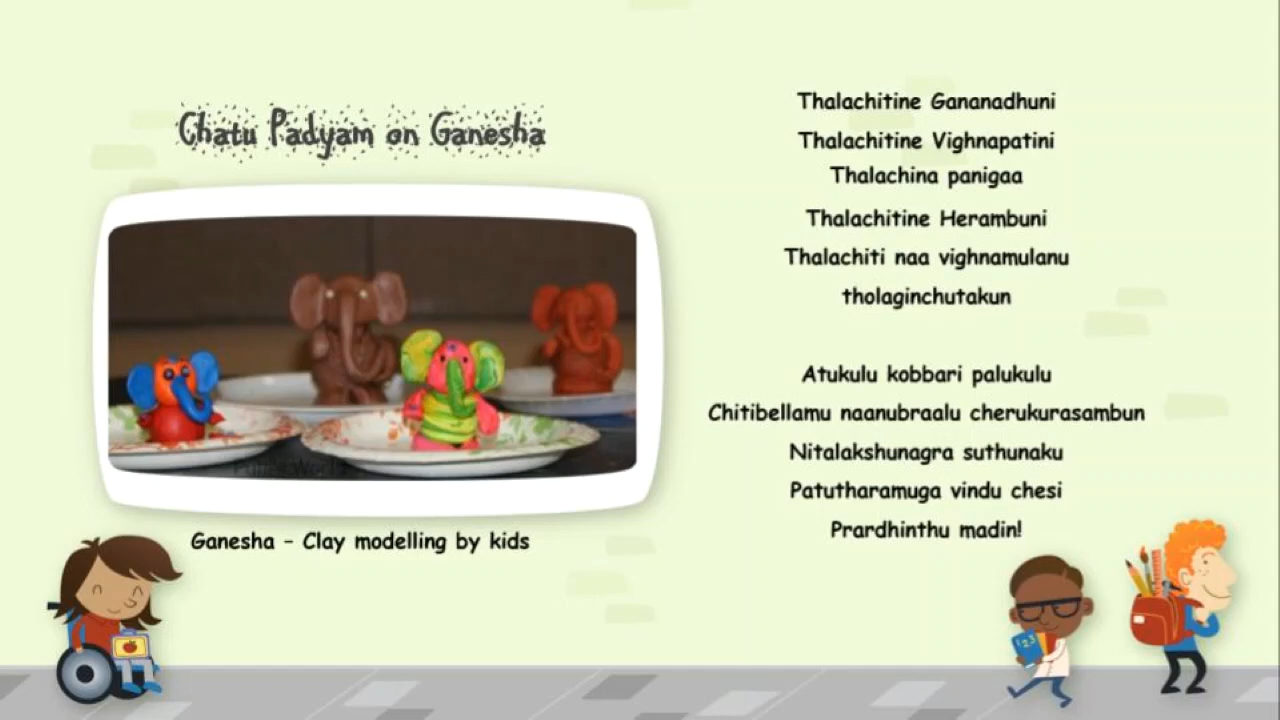 Chatu Padyam on Ganesha
Ganesha - Clay modelling by kids
Thalachitine Gananadhuni
Thalachitine Vighnapatini
Thalachina panigaa
Thalachitine Herambuni
Thalachiti naa vighnamulanu
tholaginchutakun
Atukulu kobbari palukulu
Chitibellamu naanubraalu cherukurasambun
Nitalakshunagra suthunaku
Patutharamuga vindu chesi
Prardhinthu madin!